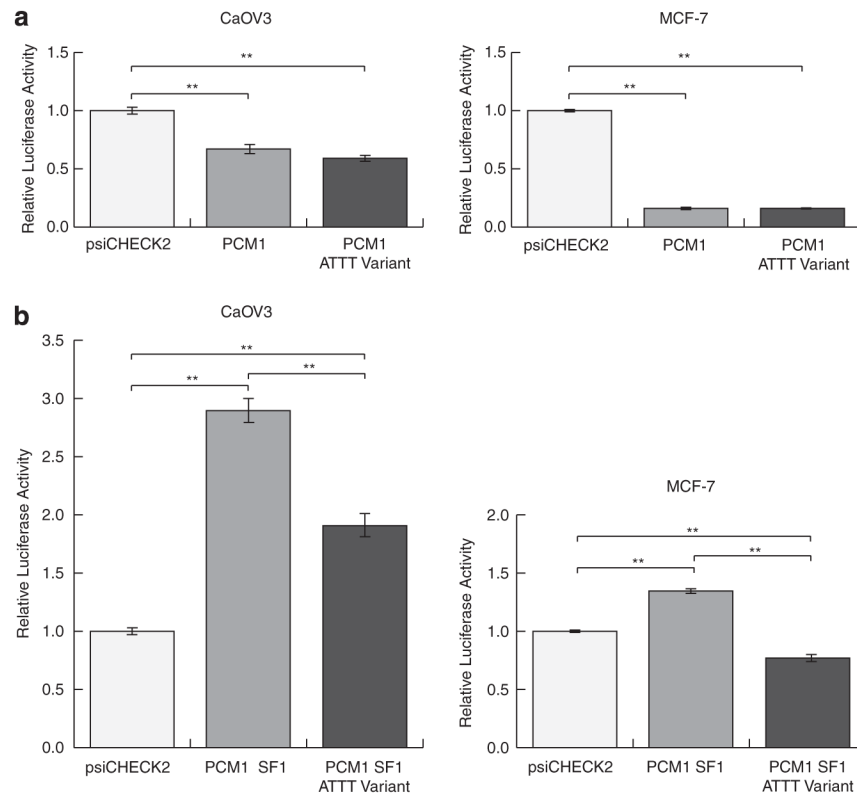 a
CaOV3
Relative Luciferase Activity
1.5
1.0
0.5
0.0
**
**
psiCHECK2
PCM1
PCM1
ATTT Variant
MCF-7
Relative Luciferase Activity
1.5
1.0
0.5
0.0
**
**
psiCHECK2
PCM1
PCM1
ATTT Variant
b
CaOV3
Relative Luciferase Activity
3.5
3.0
2.5
2.0
1.5
1.0
0.5
0.0
**
**
**
psiCHECK2
PCM1 SF1
PCM1 SF1
ATTT Variant
MCF-7
Relative Luciferase Activity
2.0
1.5
1.0
0.5
0.0
**
**
**
psiCHECK2
PCM1 SF1
PCM1 SF1
ATTT Variant